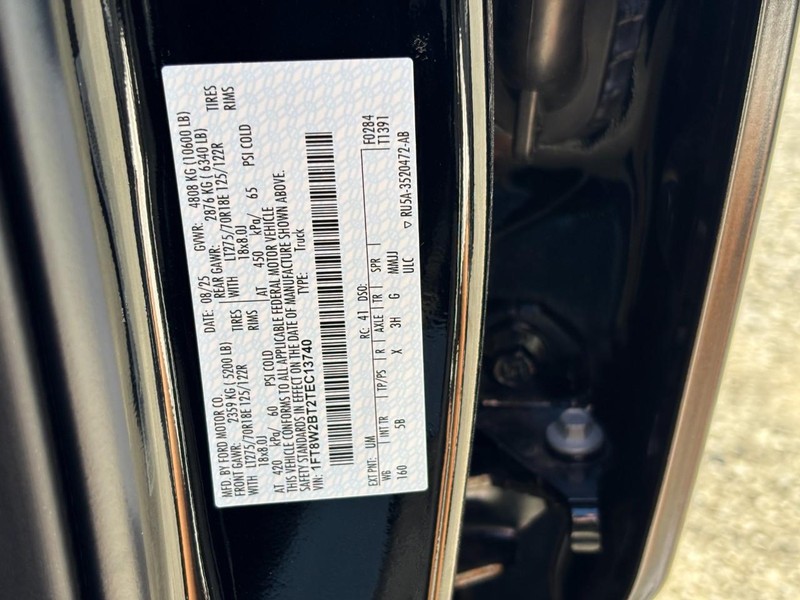 MFD. BY FORD MOTOR CO.
DATE: 08/25 GVWR: 4808 KG (10600 LB)
FRONT GAWR: 2359 KG ( 5200 LB) REAR GAWR: 2876 KG ( 6340 LB)
WITH LT275/70R18E 125/122R TIRES WITH LT275/70R18E 125/122R TIRES
18x8.0J RIMS 18x8.0J RIMS
AT 420 kPa/ 60 PSI COLD AT 450 kPa/ 65 PSI COLD
THIS VEHICLE CONFORMS TO ALL APPLICABLE FEDERAL MOTOR VEHICLE
SAFETY STANDARDS IN EFFECT ON THE DATE OF MANUFACTURE SHOWN ABOVE.
VIN: 1FT8W2BT2TEC13740 TYPE: Truck
F0284
EXT PNT: UM RC: 41 DSO: T1391
WB INT TR TP/PS R AXLE TR SPR
160 5B X 3H G MMJJ
ULC ▽ RU5A-3520472-AB